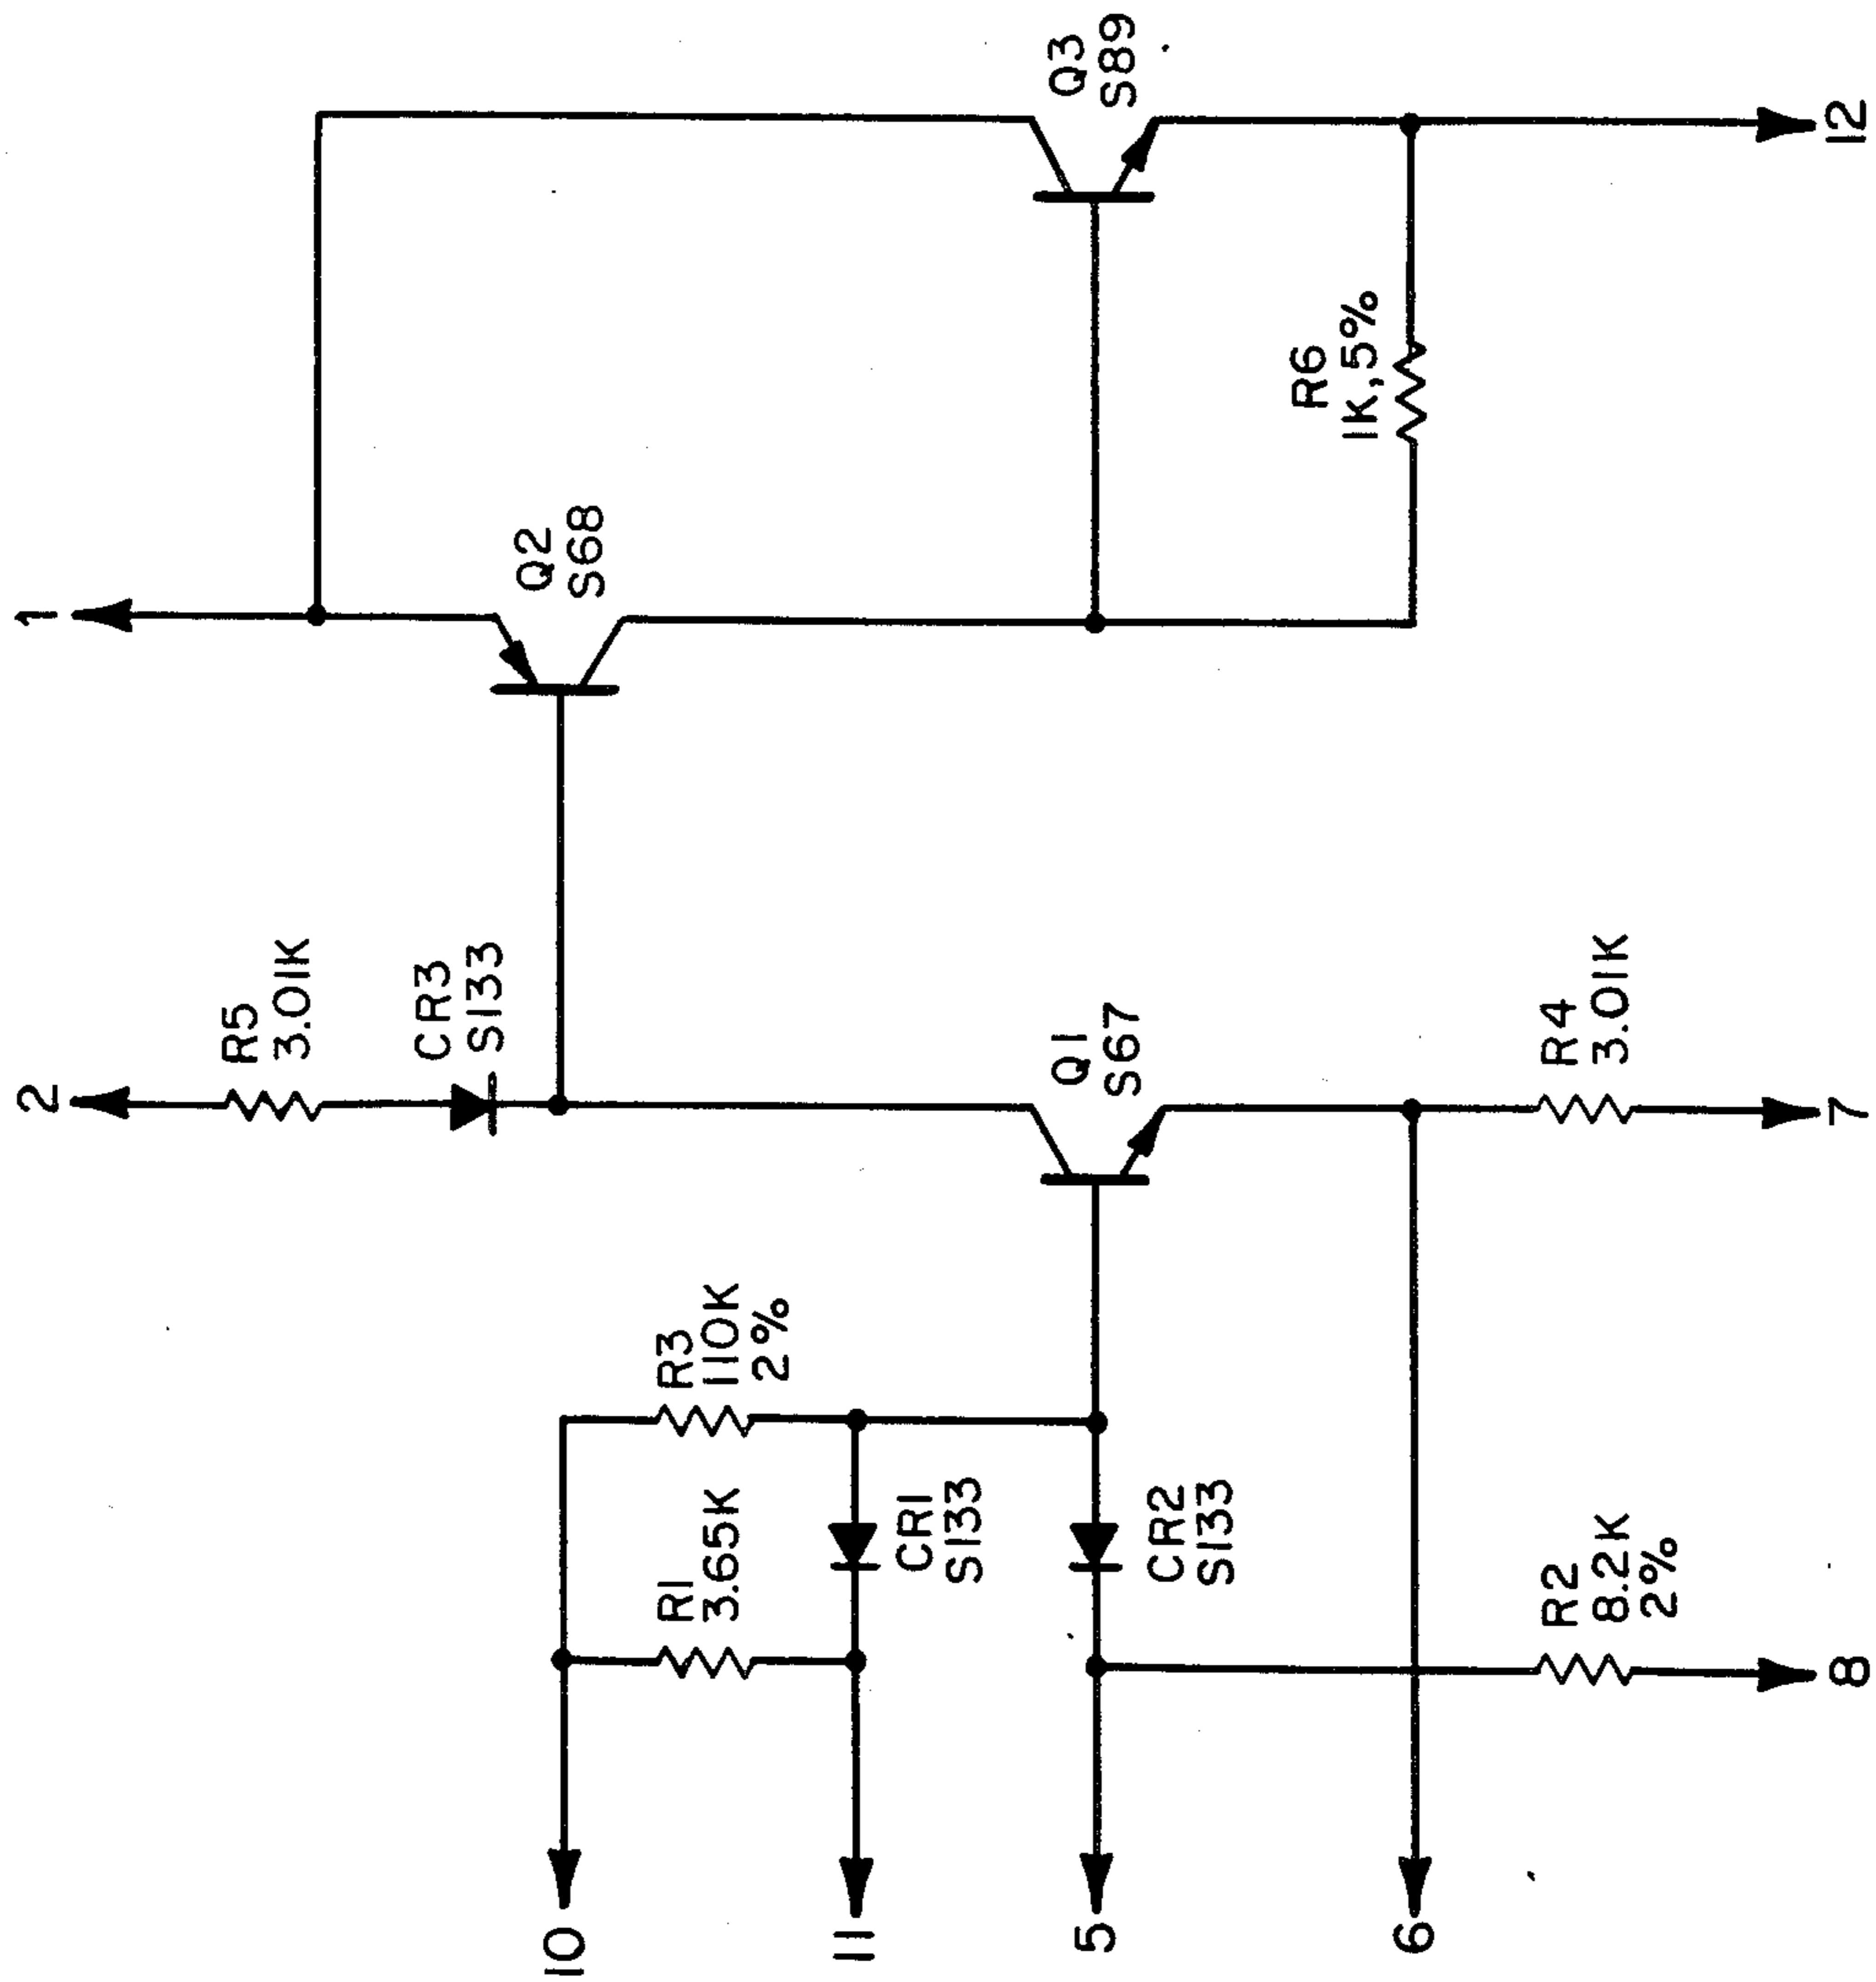 2
1
R5
3.01K
CR3
S133
Q2
S68
10
R1
3.65K
R3
110K
2%
11
CR1
S133
Q1
S67
Q3
S89
5
CR2
S133
R6
1K,5%
6
R2
8.2K
2%
R4
3.01K
8
7
12